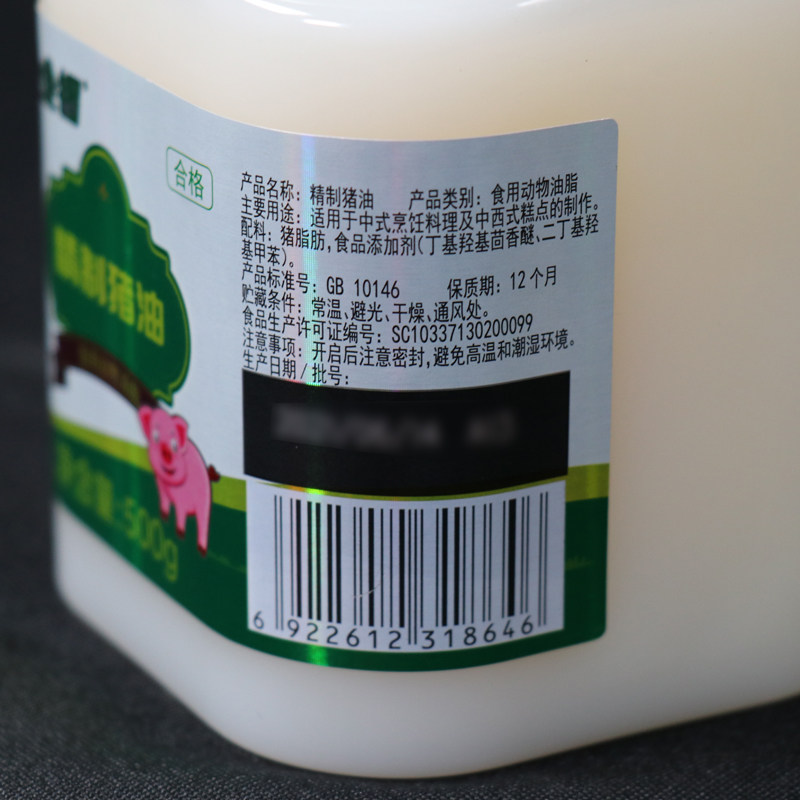 合格
产品名称: 精制猪油 产品类别: 食用动物油脂
主要用途: 适用于中式烹饪料理及中西式糕点的制作。
配料: 猪脂肪,食品添加剂(丁基羟基茴香醚、二丁基羟
基甲苯)。
产品标准号: GB 10146 保质期: 12个月
贮藏条件: 常温、避光、干燥、通风处。
食品生产许可证编号: SC10337130200099
注意事项: 开启后注意密封,避免高温和潮湿环境。
生产日期/批号:
精制猪油
净含量:500g
6 922612 318646